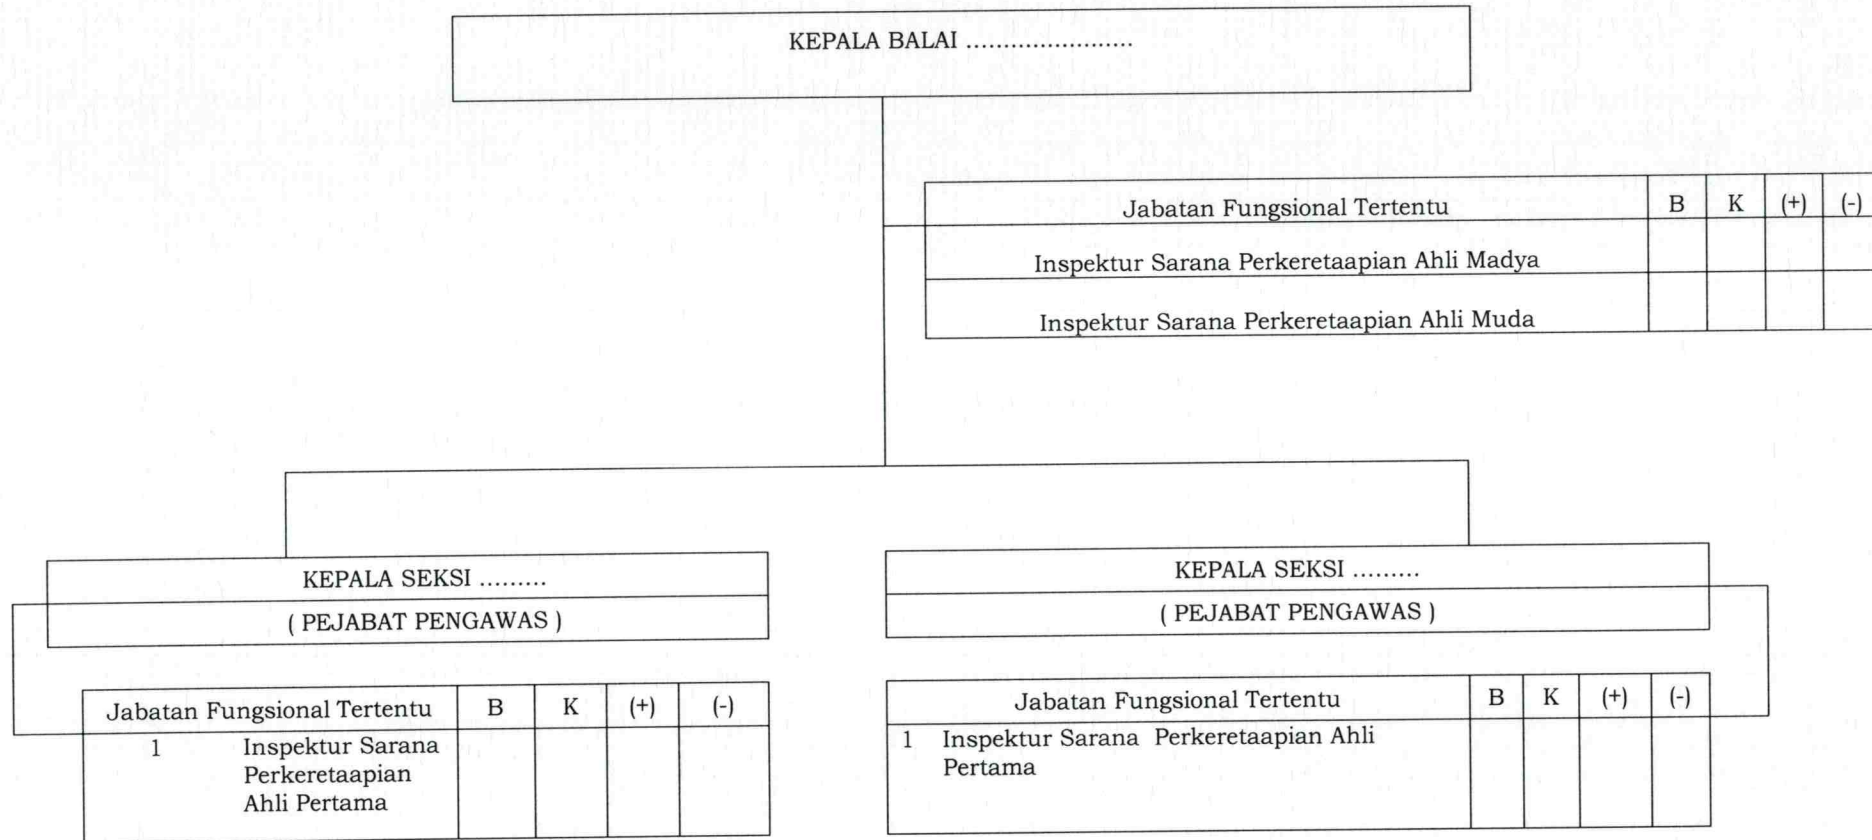 KEPALA BALAI .......................
Jabatan Fungsional Tertentu B K (+) (-)
Inspektur Sarana Perkeretaapian Ahli Madya
Inspektur Sarana Perkeretaapian Ahli Muda
KEPALA SEKSI .........
( PEJABAT PENGAWAS )
Jabatan Fungsional Tertentu B K (+) (-)
1 Inspektur Sarana
Perkeretaapian
Ahli Pertama
KEPALA SEKSI .........
( PEJABAT PENGAWAS )
Jabatan Fungsional Tertentu B K (+) (-)
1 Inspektur Sarana Perkeretaapian Ahli
Pertama